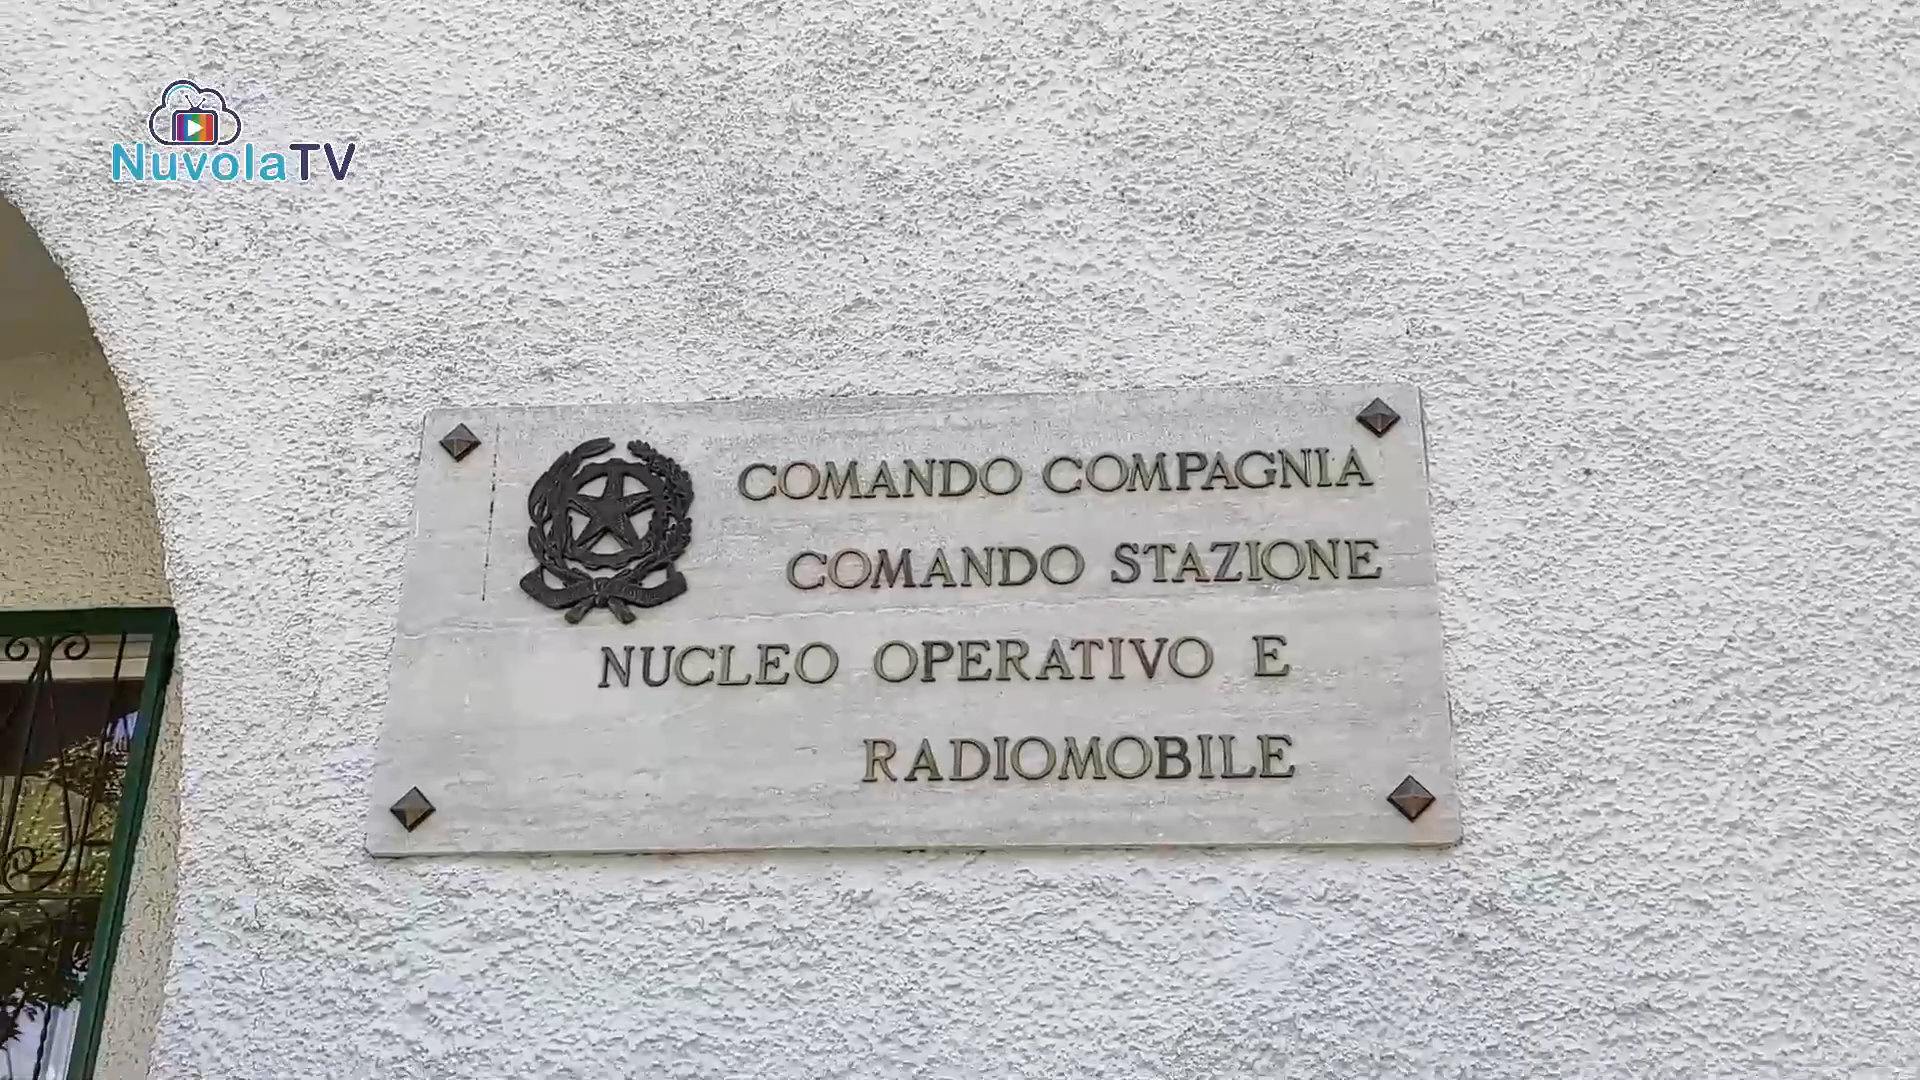 NuvolaTV
COMANDO COMPAGNIA
COMANDO STAZIONE
NUCLEO OPERATIVO E
RADIOMOBILE